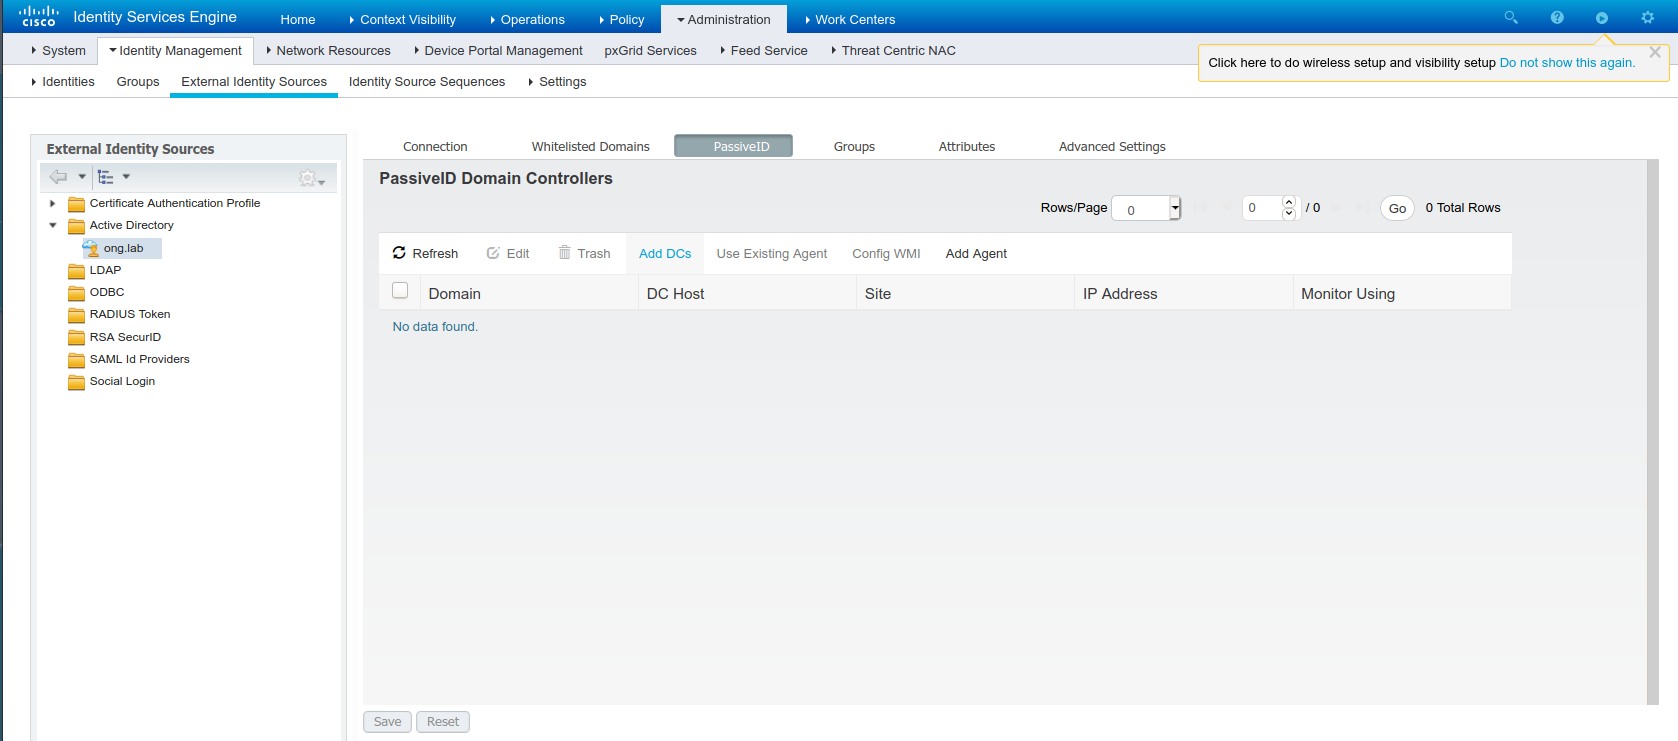 CISCO Identity Services Engine Home Context Visibility Operations Policy Administration Work Centers
System Identity Management Network Resources Device Portal Management pxGrid Services Feed Service Threat Centric NAC
Click here to do wireless setup and visibility setup Do not show this again.
Identities Groups External Identity Sources Identity Source Sequences Settings
External Identity Sources
Certificate Authentication Profile
Active Directory
ong.lab
LDAP
ODBC
RADIUS Token
RSA SecurID
SAML Id Providers
Social Login
Connection Whitelisted Domains PassiveID Groups Attributes Advanced Settings
PassiveID Domain Controllers
Rows/Page 0 0 / 0 Go 0 Total Rows
Refresh Edit Trash Add DCs Use Existing Agent Config WMI Add Agent
Domain DC Host Site IP Address Monitor Using
No data found.
Save Reset